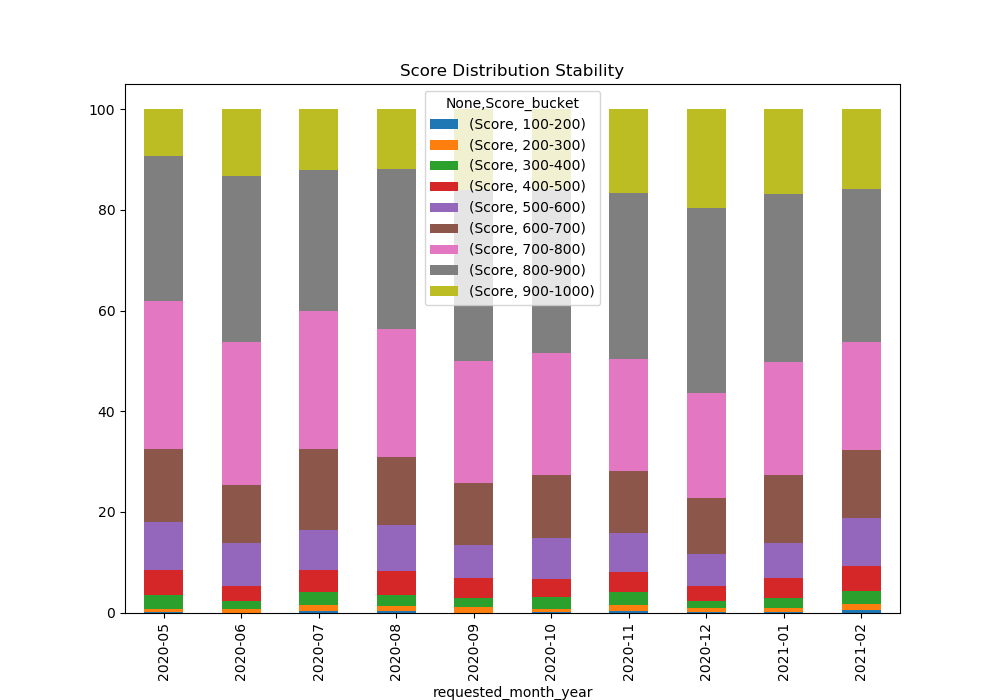 Score Distribution Stability
None,Score_bucket
(Score, 100-200)
(Score, 200-300)
(Score, 300-400)
(Score, 400-500)
(Score, 500-600)
(Score, 600-700)
(Score, 700-800)
(Score, 800-900)
(Score, 900-1000)
100
80
60
40
20
0
2020-05
2020-06
2020-07
2020-08
2020-09
2020-10
2020-11
2020-12
2021-01
2021-02
requested_month_year